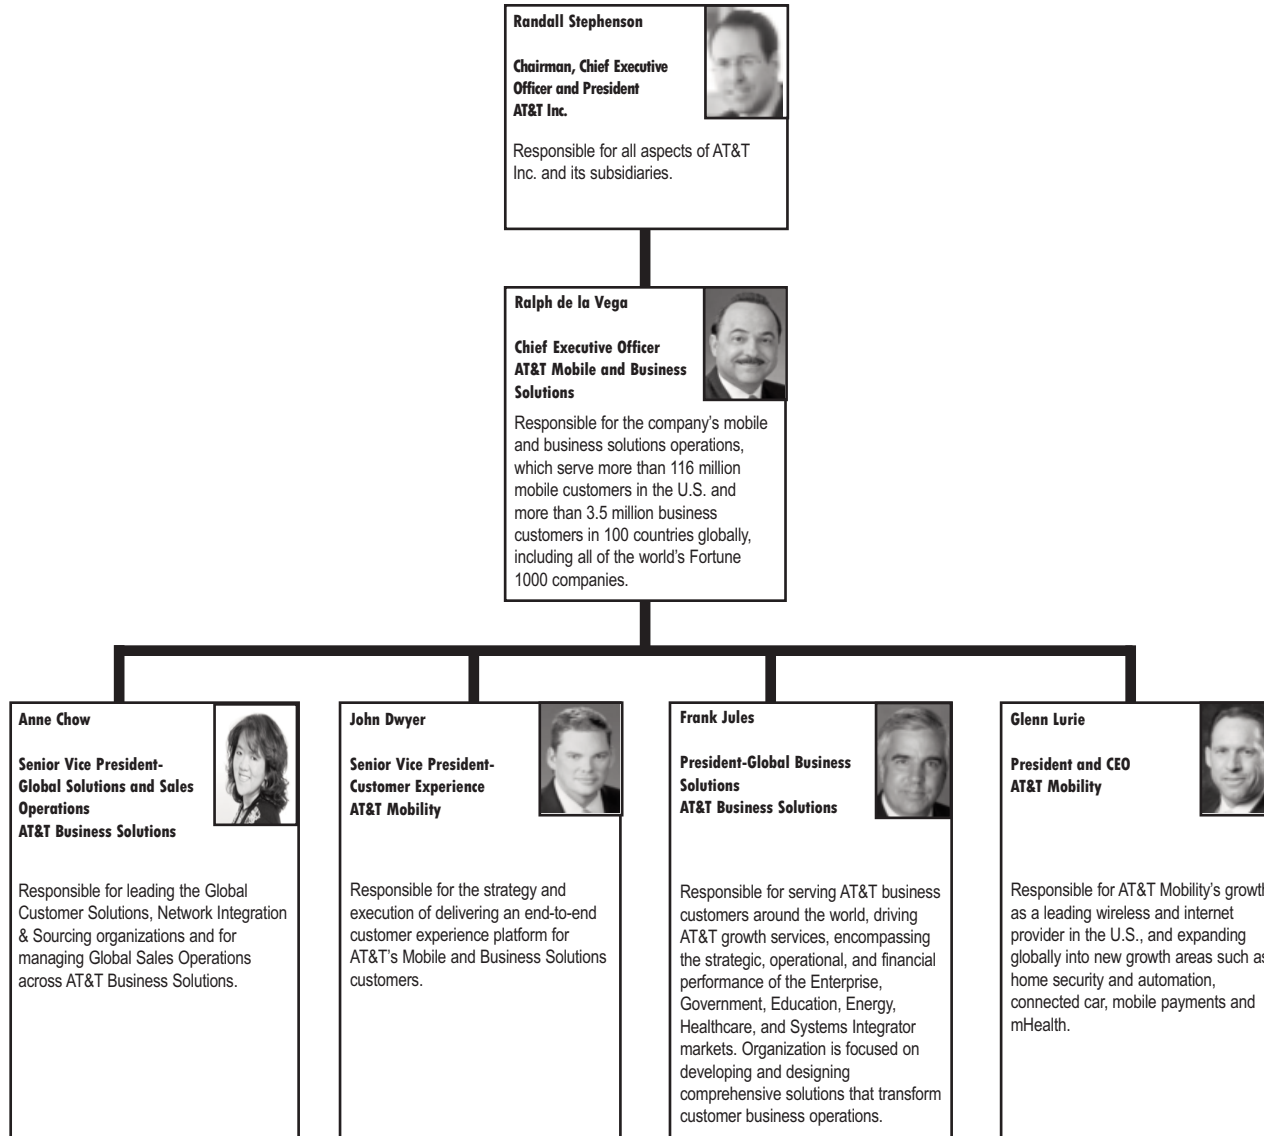 Randall Stephenson
Chairman, Chief Executive
Officer and President
AT&T Inc.
Responsible for all aspects of AT&T
Inc. and its subsidiaries.
Ralph de la Vega
Chief Executive Officer
AT&T Mobile and Business
Solutions
Responsible for the company's mobile
and business solutions operations,
which serve more than 116 million
mobile customers in the U.S. and
more than 3.5 million business
customers in 100 countries globally,
including all of the world's Fortune
1000 companies.
Anne Chow
Senior Vice President-
Global Solutions and Sales
Operations
AT&T Business Solutions
Responsible for leading the Global
Customer Solutions, Network Integration
& Sourcing organizations and for
managing Global Sales Operations
across AT&T Business Solutions.
John Dwyer
Senior Vice President-
Customer Experience
AT&T Mobility
Responsible for the strategy and
execution of delivering an end-to-end
customer experience platform for
AT&T's Mobile and Business Solutions
customers.
Frank Jules
President-Global Business
Solutions
AT&T Business Solutions
Responsible for serving AT&T business
customers around the world, driving
AT&T growth services, encompassing
the strategic, operational, and financial
performance of the Enterprise,
Government, Education, Energy,
Healthcare, and Systems Integrator
markets. Organization is focused on
developing and designing
comprehensive solutions that transform
customer business operations.
Glenn Lurie
President and CEO
AT&T Mobility
Responsible for AT&T Mobility's growth
as a leading wireless and internet
provider in the U.S., and expanding
globally into new growth areas such as
home security and automation,
connected car, mobile payments and
mHealth.